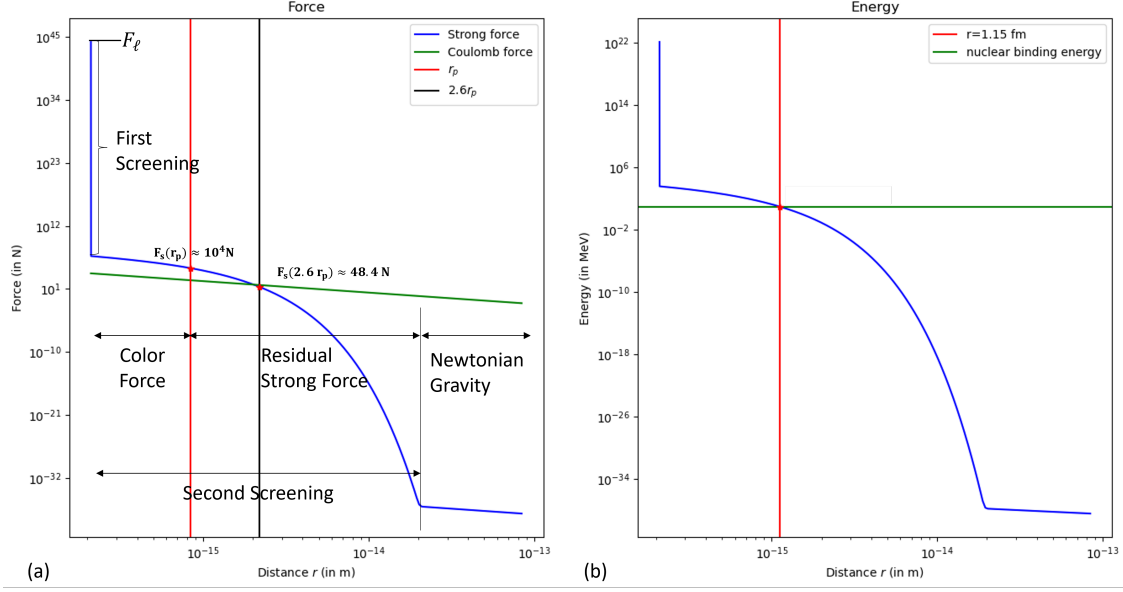 Force
10^45
10^34
10^23
10^12
10^1
10^−10
10^−21
10^−32
Force (in N)
F_ℓ
First
Screening
Strong force
Coulomb force
r_p
2.6r_p
F_s(r_p) ≈ 10^4 N
F_s(2.6 r_p) ≈ 48.4 N
Color
Force
Residual
Strong Force
Newtonian
Gravity
Second Screening
10^−15
10^−14
10^−13
Distance r (in m)
(a)
Energy
10^22
10^14
10^6
10^−2
10^−10
10^−18
10^−26
10^−34
Energy (in MeV)
r=1.15 fm
nuclear binding energy
10^−15
10^−14
10^−13
Distance r (in m)
(b)